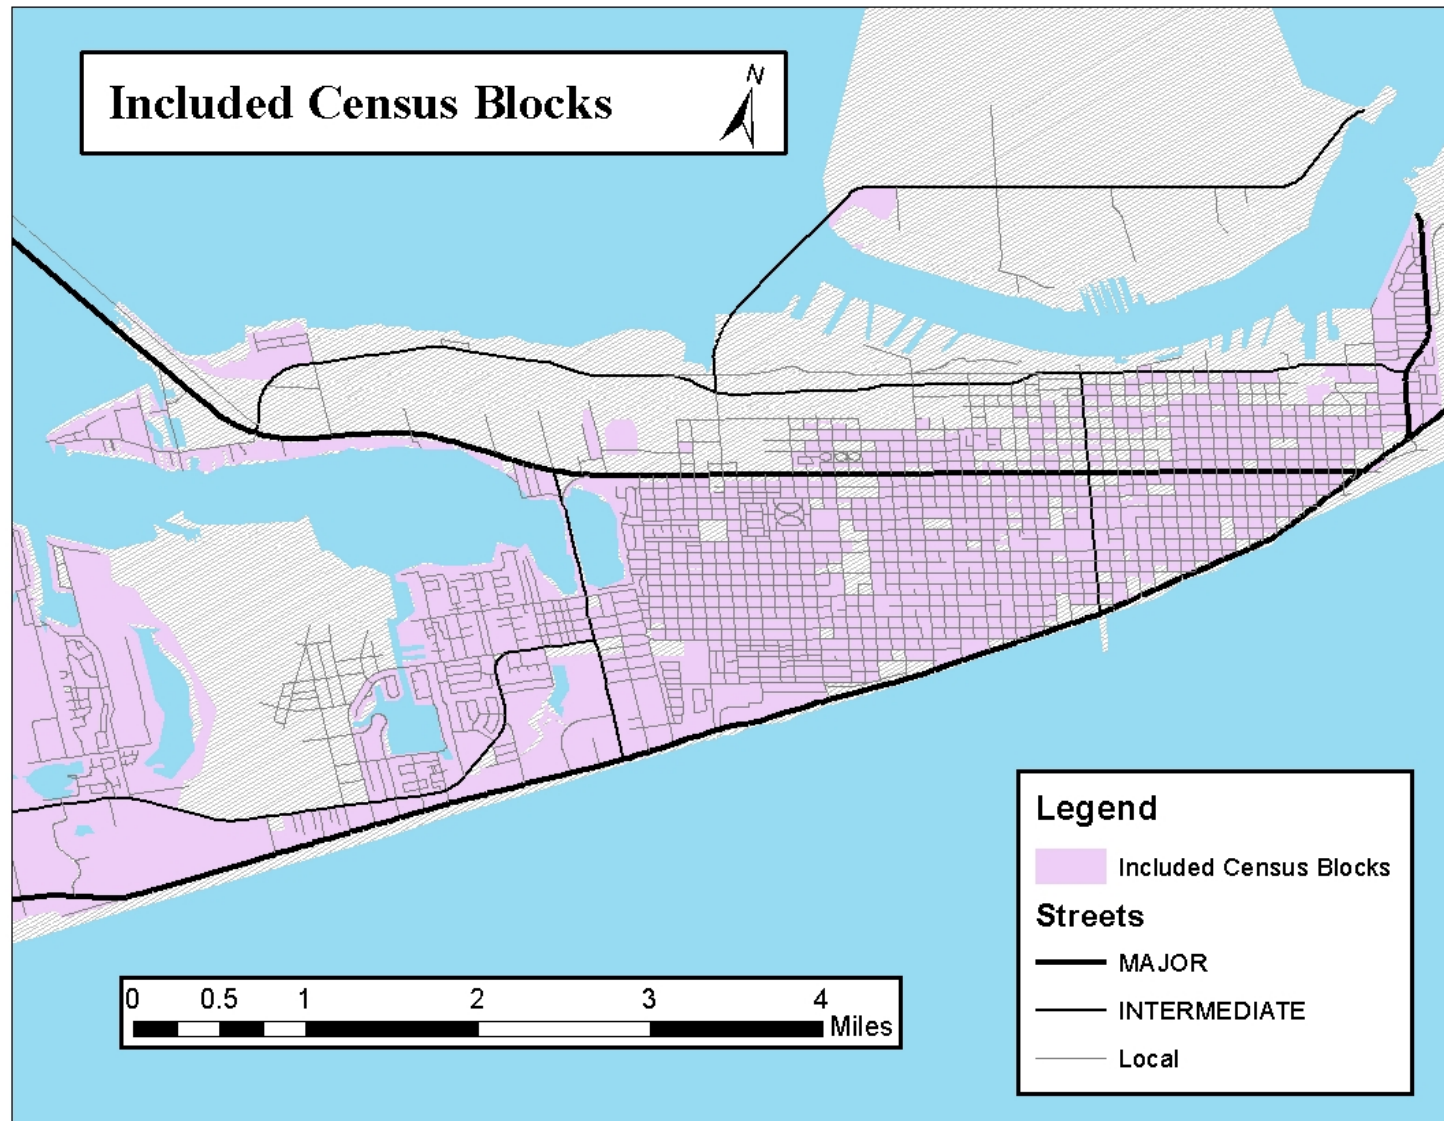 Included Census Blocks
N
Legend
Included Census Blocks
Streets
MAJOR
INTERMEDIATE
Local
0 0.5 1 2 3 4
Miles